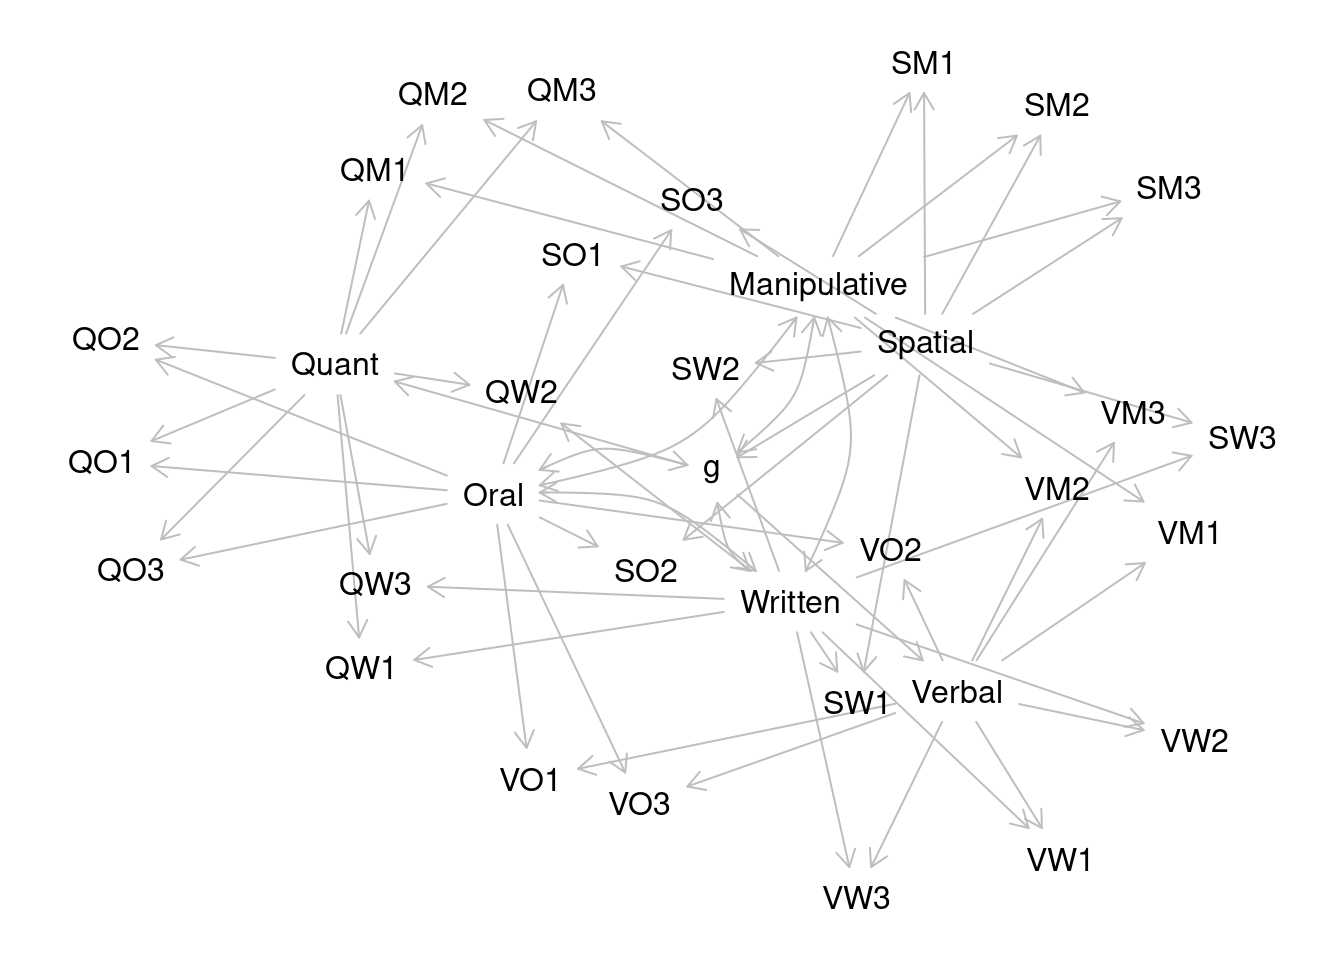 SM1
QM2
QM3
SM2
QM1
SM3
SO3
SO1
Manipulative
QO2
Spatial
Quant
SW2
QW2
VM3
SW3
QO1
g
Oral
VM2
VM1
VO2
QO3
SO2
QW3
Written
QW1
Verbal
SW1
VW2
VO1
VO3
VW1
VW3